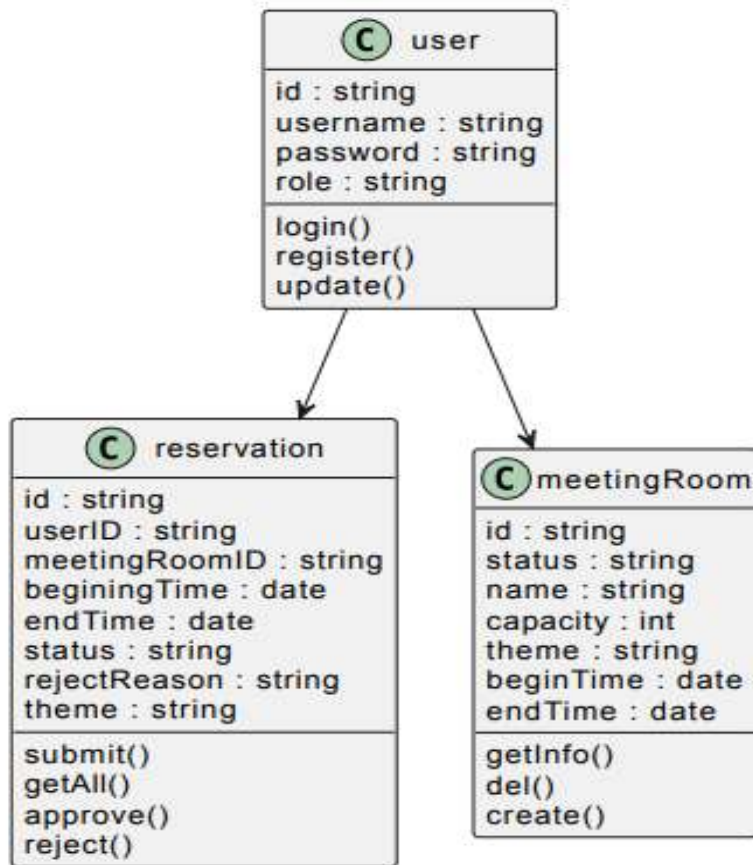 C user
id : string
username : string
password : string
role : string
login()
register()
update()
C reservation
id : string
userID : string
meetingRoomID : string
beginingTime : date
endTime : date
status : string
rejectReason : string
theme : string
submit()
getAll()
approve()
reject()
C meetingRoom
id : string
status : string
name : string
capacity : int
theme : string
beginTime : date
endTime : date
getInfo()
del()
create()